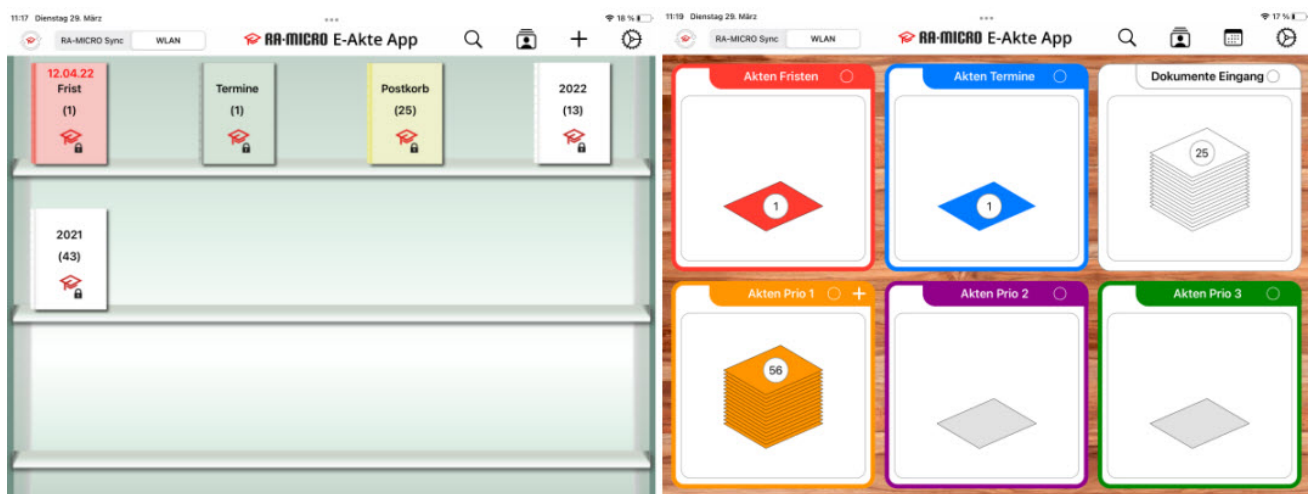 11:17 Dienstag 29. März
18 %
RA-MICRO Sync WLAN RA-MICRO E-Akte App
12.04.22
Frist
(1)
Termine
(1)
Postkorb
(25)
2022
(13)
2021
(43)
11:19 Dienstag 29. März
17 %
RA-MICRO Sync WLAN RA-MICRO E-Akte App
Akten Fristen
1
Akten Termine
1
Dokumente Eingang
25
Akten Prio 1
56
Akten Prio 2
Akten Prio 3